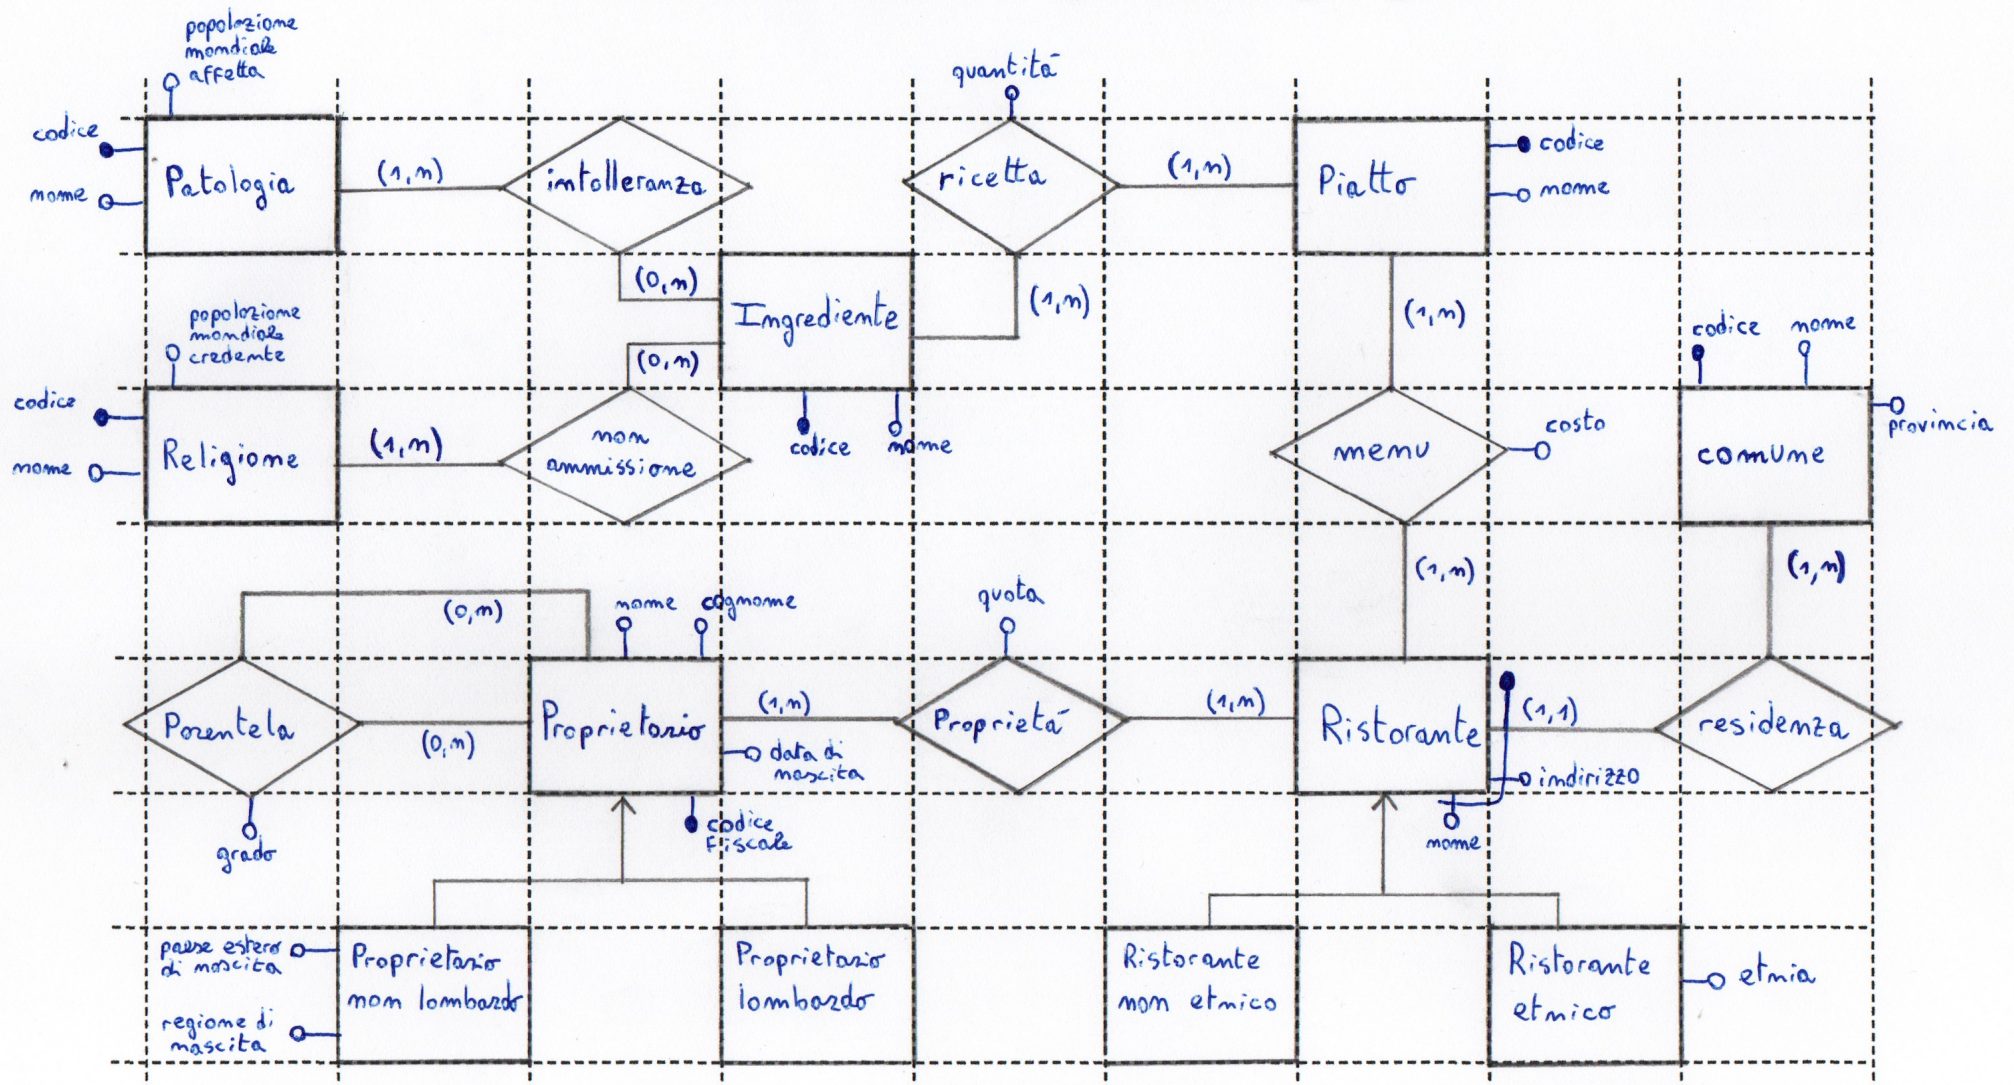 popolazione
mondiale
affetta
quantità
codice
nome
Patologia
(1,n)
intolleranza
ricetta
(1,n)
Piatto
codice
nome
(0,n)
Ingrediente
(1,n)
(1,n)
codice
nome
popolazione
mondiale
credente
(0,n)
codice
nome
Religione
(1,n)
non
ammissione
codice
nome
menu
costo
comune
provincia
(0,n)
nome
cognome
quota
(1,n)
(1,n)
Parentela
(0,n)
Proprietario
(1,n)
data di
nascita
Proprietà
(1,n)
Ristorante
(1,1)
indirizzo
residenza
grado
codice
fiscale
nome
paese estero
di nascita
regione di
nascita
Proprietario
non lombardo
Proprietario
lombardo
Ristorante
non etnico
Ristorante
etnico
etnia